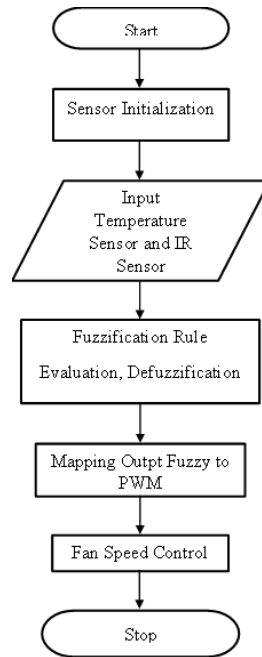 Start
Sensor Initialization
Input
Temperature
Sensor and IR
Sensor
Fuzzification Rule
Evaluation, Defuzzification
Mapping Outpt Fuzzy to
PWM
Fan Speed Control
Stop